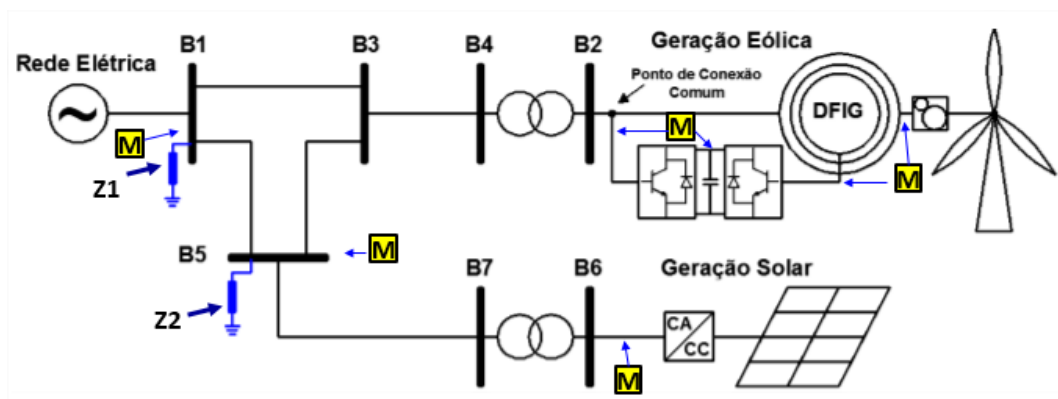 Rede Elétrica
B1
B3
B4
B2
Geração Eólica
Ponto de Conexão
Comum
DFIG
M
M
M
Z1
B5
M
Z2
B7
B6
Geração Solar
CA
CC
M